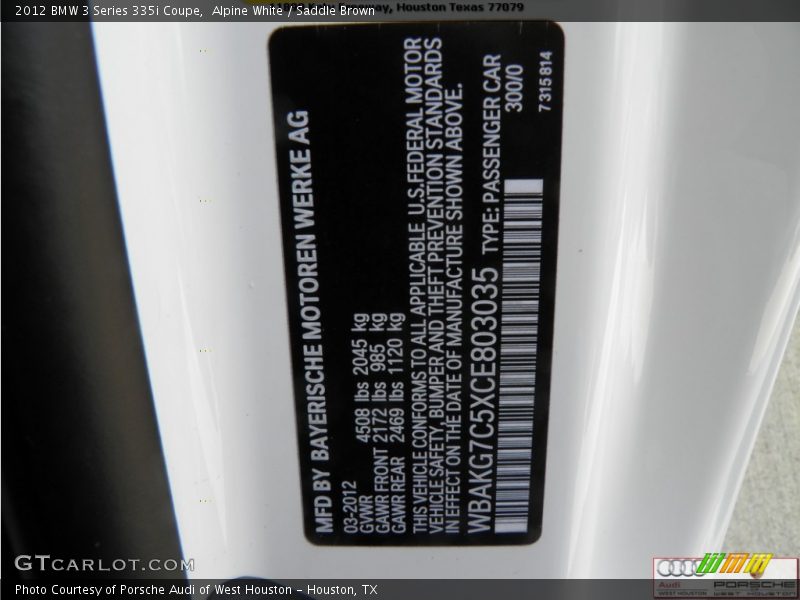 2012 BMW 3 Series 335i Coupe,  Alpine White / Saddle Brown
Houston Texas 77079
MFD BY BAYERISCHE MOTOREN WERKE AG
03-2012
GVWR 4508 lbs 2045 kg
GAWR FRONT 2172 lbs 985 kg
GAWR REAR 2469 lbs 1120 kg
THIS VEHICLE CONFORMS TO ALL APPLICABLE U.S. FEDERAL MOTOR
VEHICLE SAFETY, BUMPER AND THEFT PREVENTION STANDARDS
IN EFFECT ON THE DATE OF MANUFACTURE SHOWN ABOVE.
WBAKG7C5XCE803035 TYPE: PASSENGER CAR
300/0
7315814
GTCarlot.com
Photo Courtesy of Porsche Audi of West Houston – Houston, TX
Audi
WEST HOUSTON
PORSCHE
WEST HOUSTON